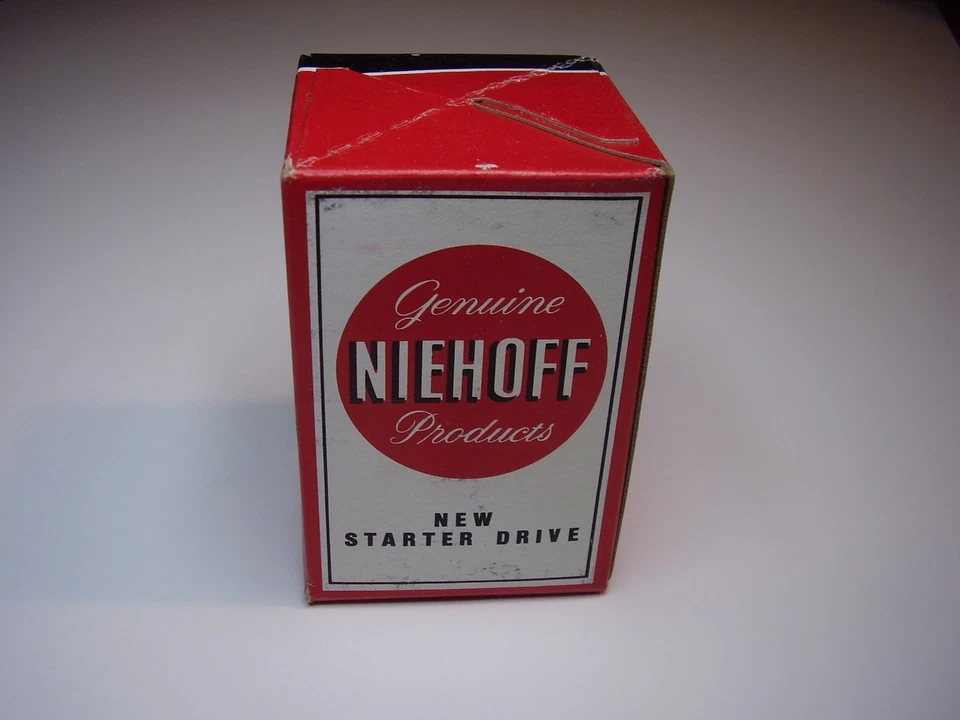 Genuine
NIEHOFF
Products
NEW
STARTER DRIVE